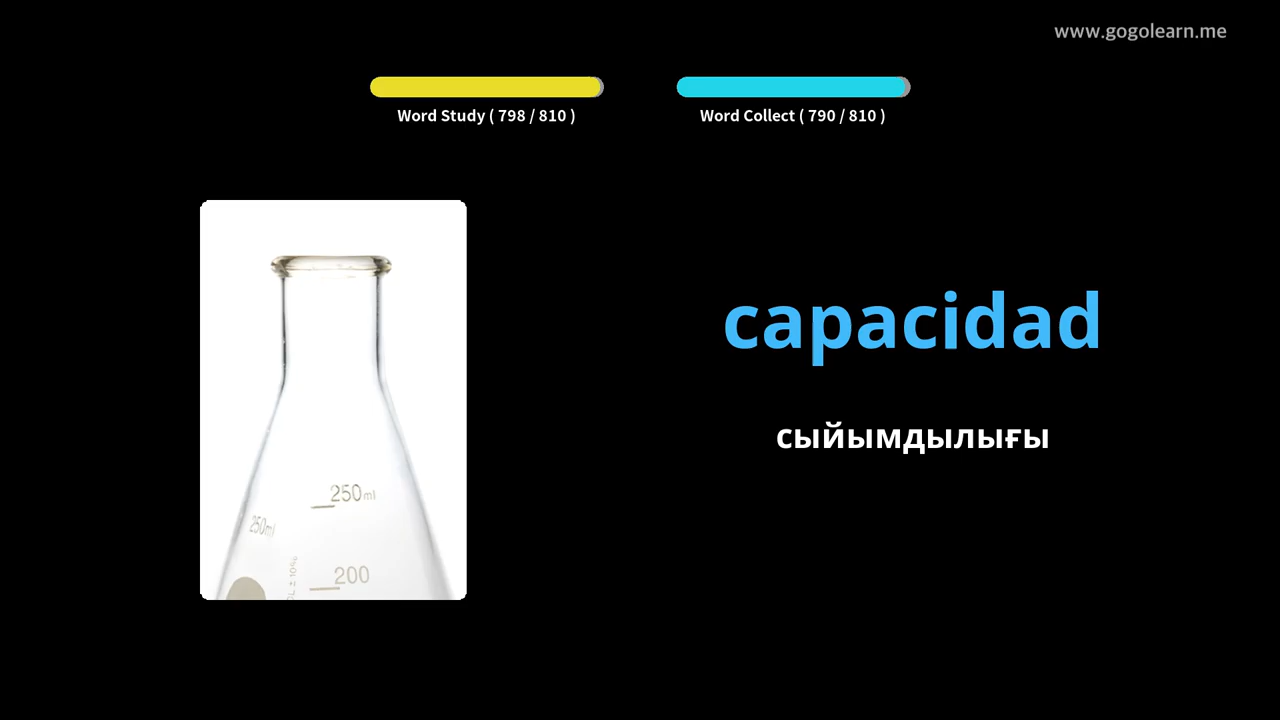 www.gogolearn.me
Word Study ( 798 / 810 )
Word Collect ( 790 / 810 )
capacidad
сыйымдылығы
250ml
250ml
200